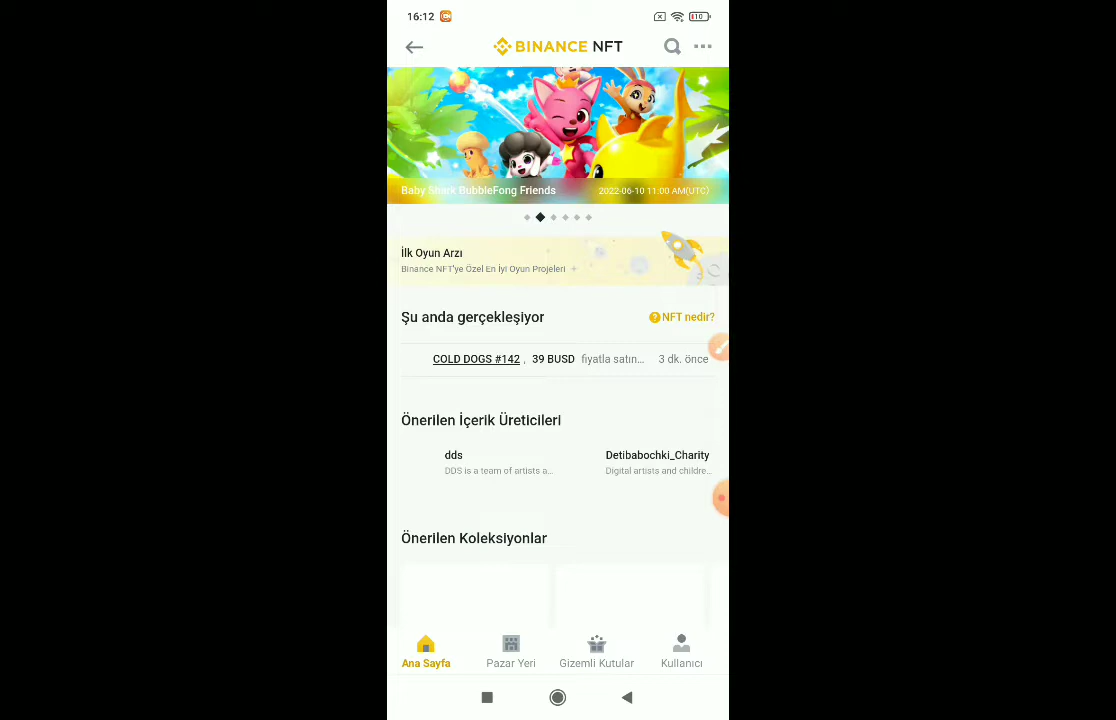 16:12
10
BINANCE NFT
Baby Shark BubbleFong Friends
2022-06-10 11:00 AM(UTC)
İlk Oyun Arzı
Binance NFT'ye Özel En İyi Oyun Projeleri
Şu anda gerçekleşiyor
? NFT nedir?
COLD DOGS #142 , 39 BUSD fiyatla satın... 3 dk. önce
Önerilen İçerik Üreticileri
dds
DDS is a team of artists a...
Detibabochki_Charity
Digital artists and childre...
Önerilen Koleksiyonlar
Ana Sayfa
Pazar Yeri
Gizemli Kutular
Kullanıcı